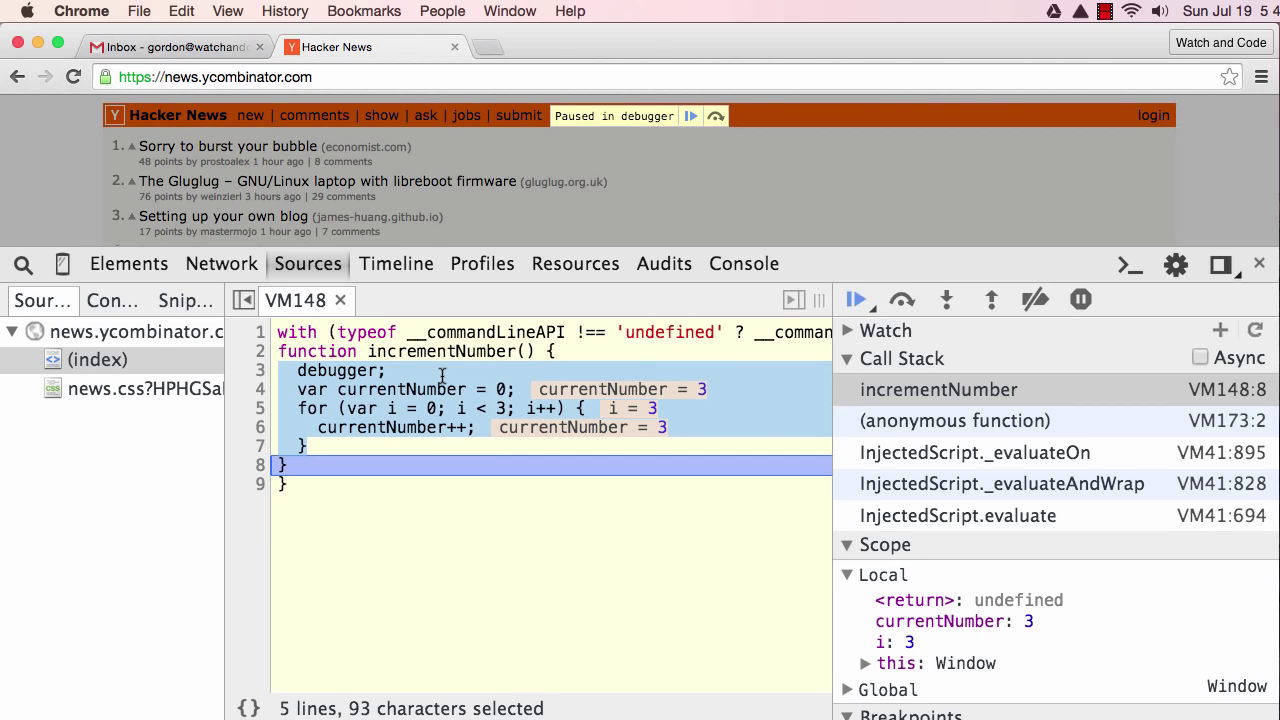 Chrome File Edit View History Bookmarks People Window Help Sun Jul 19 5 4
Inbox - gordon@watchand Hacker News Watch and Code
https://news.ycombinator.com
Y Hacker News new | comments | show | ask | jobs | submit Paused in debugger login
1. Sorry to burst your bubble (economist.com)
48 points by prostoalex 1 hour ago | 8 comments
2. The Gluglug – GNU/Linux laptop with libreboot firmware (gluglug.org.uk)
76 points by weinzierl 3 hours ago | 29 comments
3. Setting up your own blog (james-huang.github.io)
17 points by mastermojo 1 hour ago | 7 comments
Elements Network Sources Timeline Profiles Resources Audits Console
Sour... Con... Snip... VM148
news.ycombinator.c
(index)
news.css?HPHGSa
1 with (typeof __commandLineAPI !== 'undefined' ? __comman
2 function incrementNumber() {
3 debugger;
4 var currentNumber = 0; currentNumber = 3
5 for (var i = 0; i < 3; i++) { i = 3
6 currentNumber++; currentNumber = 3
7 }
8 }
9 }
{} 5 lines, 93 characters selected
Watch
Call Stack Async
incrementNumber VM148:8
(anonymous function) VM173:2
InjectedScript._evaluateOn VM41:895
InjectedScript._evaluateAndWrap VM41:828
InjectedScript.evaluate VM41:694
Scope
Local
<return>: undefined
currentNumber: 3
i: 3
this: Window
Global Window
Breakpoints